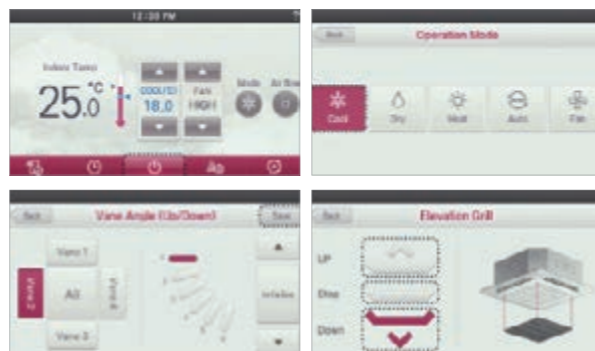 12:30 PM
Indoor Temp
25.0 °C
COOL(TO)
18.0
Fan
HIGH
Mode
Back
Operation Mode
Cool
Dry
Heat
Auto
Fan
Back
Vane Angle (Up/Down)
Save
Vane 1
Vane 2
All
Vane 4
Vane 3
Back
Elevation Grill
UP
Stop
Down